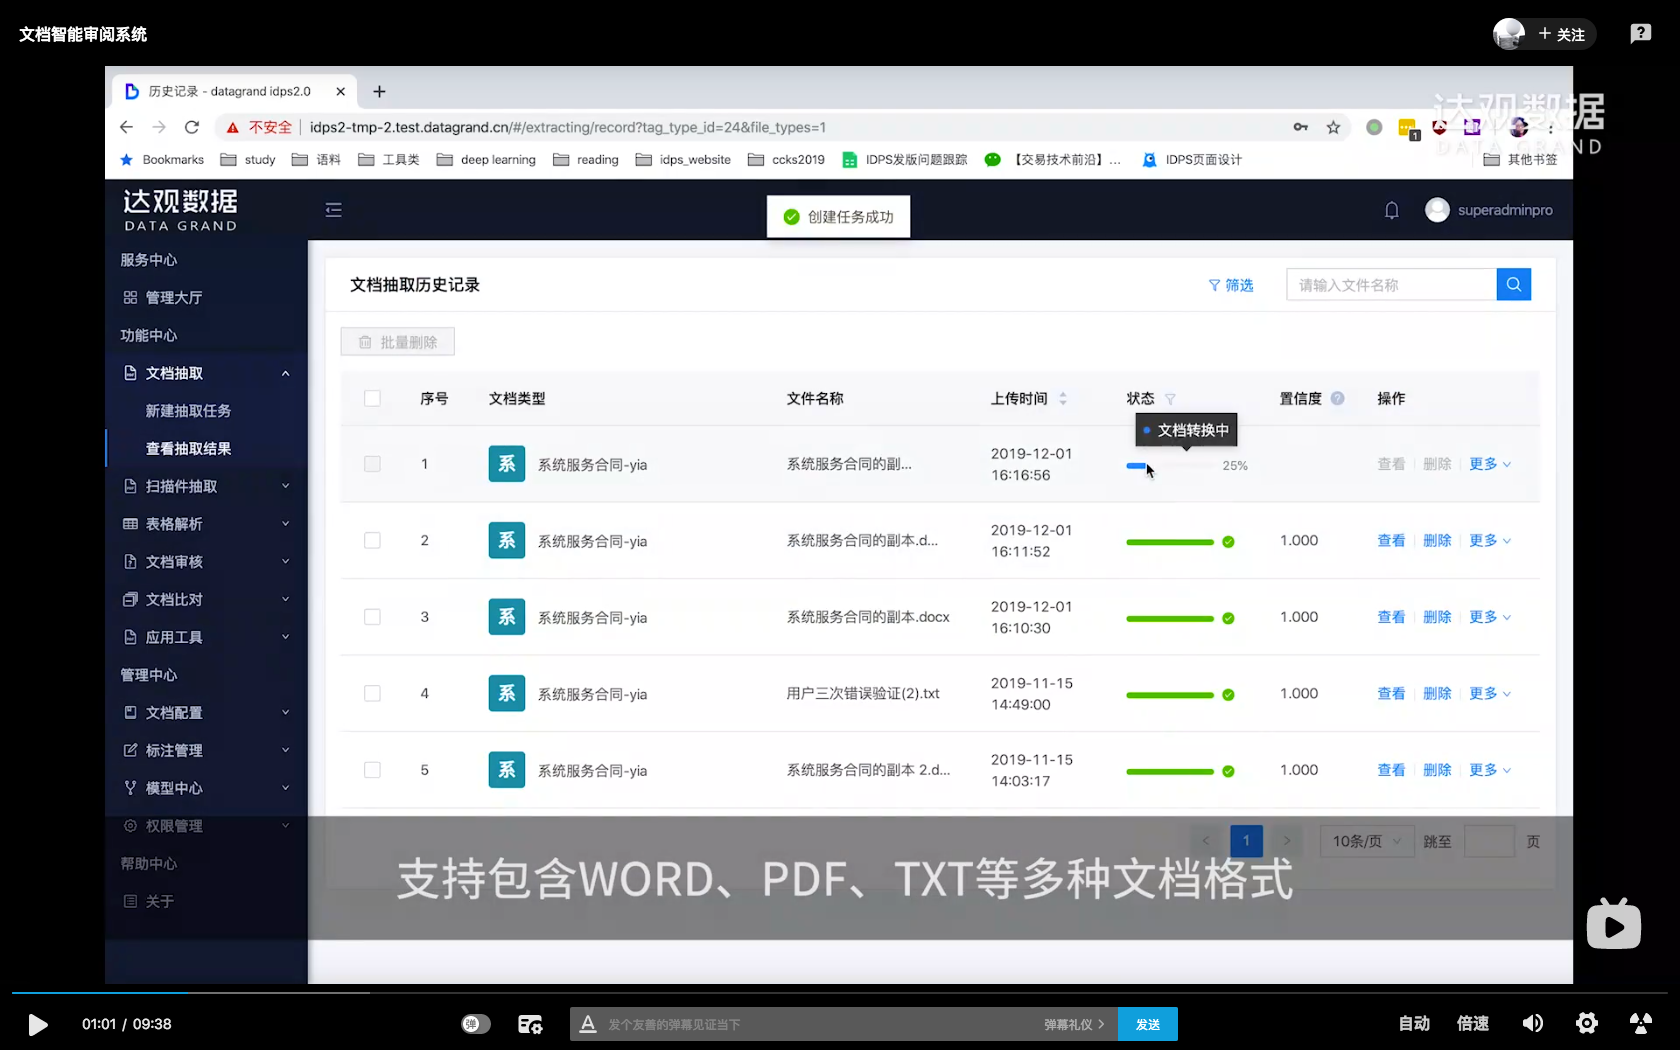 文档智能审阅系统
+ 关注
历史记录 - datagrand idps2.0
不安全 idps2-tmp-2.test.datagrand.cn/#/extracting/record?tag_type_id=24&file_types=1
1
达观数据
DATA GRAND
Bookmarks study 语料 工具类 deep learning reading idps_website ccks2019 IDPS发版问题跟踪 【交易技术前沿】... IDPS页面设计 其他书签
达观数据
DATA GRAND
创建任务成功
superadminpro
服务中心
管理大厅
功能中心
文档抽取
新建抽取任务
查看抽取结果
扫描件抽取
表格解析
文档审核
文档比对
应用工具
管理中心
文档配置
标注管理
模型中心
权限管理
帮助中心
关于
文档抽取历史记录
筛选
请输入文件名称
批量删除
序号 文档类型 文件名称 上传时间 状态 置信度 操作
文档转换中
1 系 系统服务合同-yia 系统服务合同的副... 2019-12-01 16:16:56 25% 查看 删除 更多
2 系 系统服务合同-yia 系统服务合同的副本.d... 2019-12-01 16:11:52 1.000 查看 删除 更多
3 系 系统服务合同-yia 系统服务合同的副本.docx 2019-12-01 16:10:30 1.000 查看 删除 更多
4 系 系统服务合同-yia 用户三次错误验证(2).txt 2019-11-15 14:49:00 1.000 查看 删除 更多
5 系 系统服务合同-yia 系统服务合同的副本 2.d... 2019-11-15 14:03:17 1.000 查看 删除 更多
< 1 > 10条/页 跳至 页
支持包含WORD、PDF、TXT等多种文档格式
01:01 / 09:38
弹
A 发个友善的弹幕见证当下 弹幕礼仪 > 发送
自动 倍速